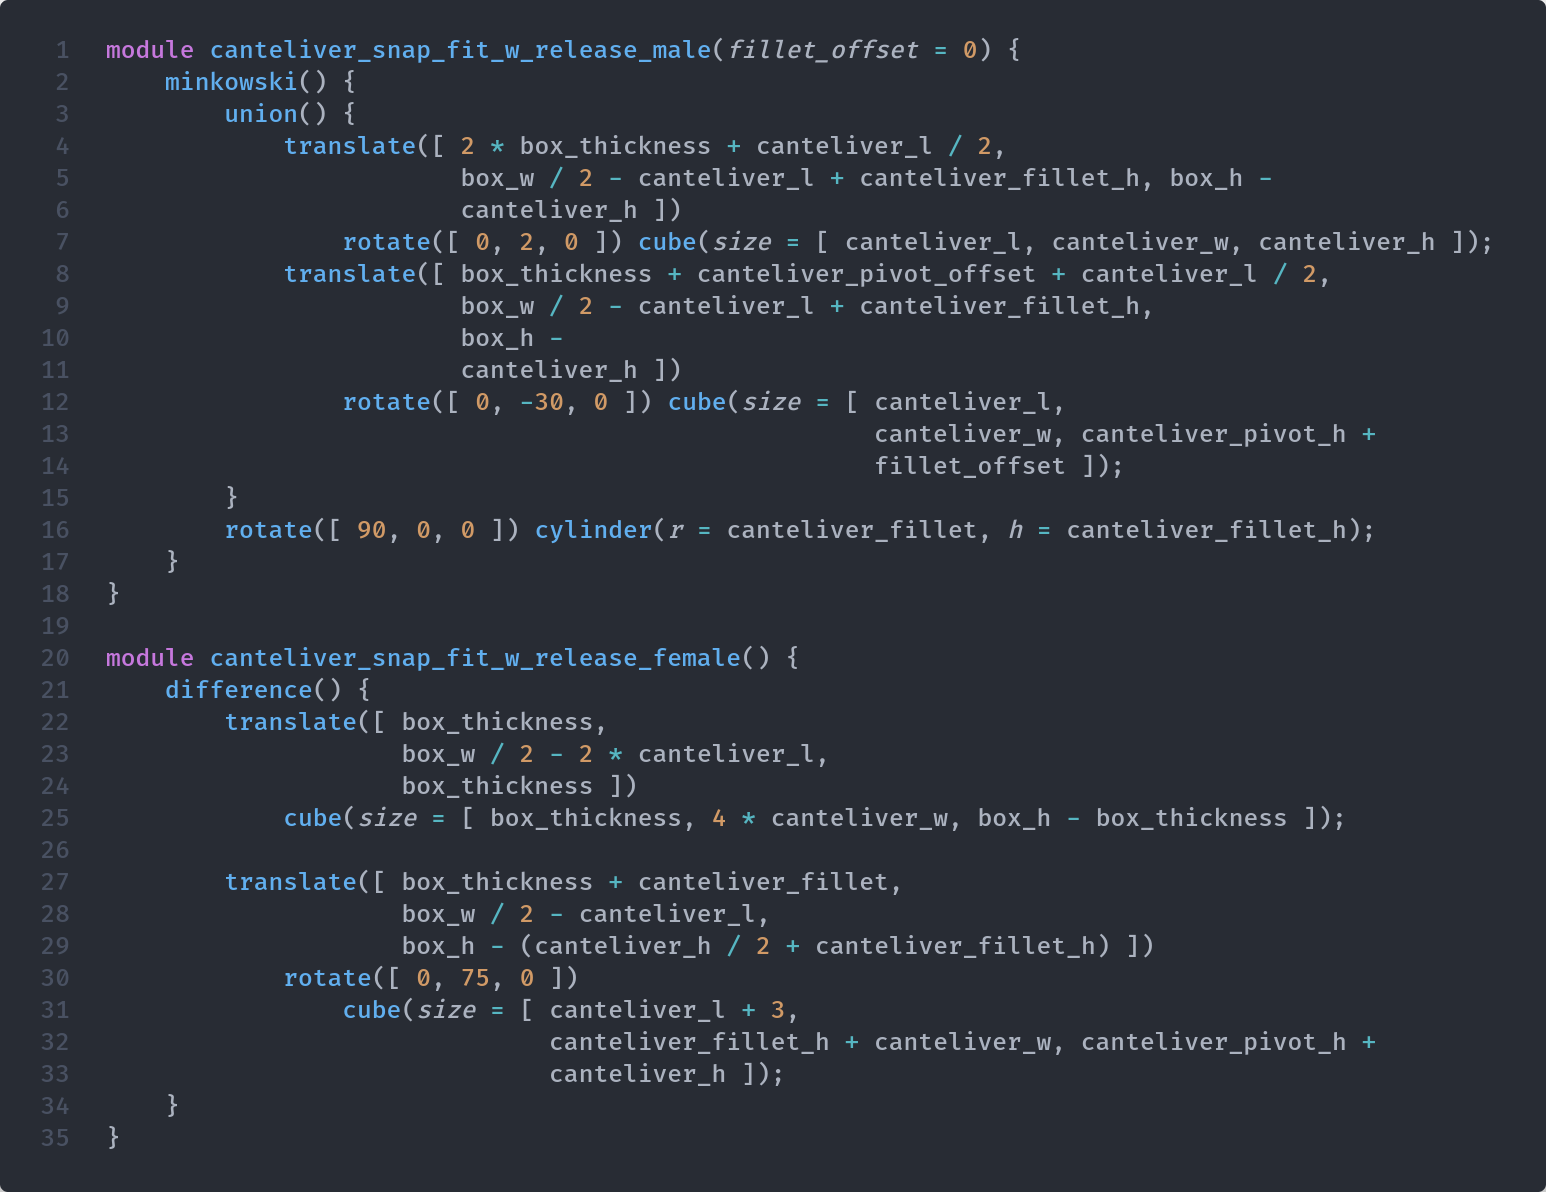 1 module canteliver_snap_fit_w_release_male(fillet_offset = 0) {
2     minkowski() {
3         union() {
4             translate([ 2 * box_thickness + canteliver_l / 2,
5                         box_w / 2 - canteliver_l + canteliver_fillet_h, box_h -
6                         canteliver_h ])
7                 rotate([ 0, 2, 0 ]) cube(size = [ canteliver_l, canteliver_w, canteliver_h ]);
8             translate([ box_thickness + canteliver_pivot_offset + canteliver_l / 2,
9                         box_w / 2 - canteliver_l + canteliver_fillet_h,
10                         box_h -
11                         canteliver_h ])
12                 rotate([ 0, -30, 0 ]) cube(size = [ canteliver_l,
13                                                     canteliver_w, canteliver_pivot_h +
14                                                     fillet_offset ]);
15         }
16         rotate([ 90, 0, 0 ]) cylinder(r = canteliver_fillet, h = canteliver_fillet_h);
17     }
18 }
19
20 module canteliver_snap_fit_w_release_female() {
21     difference() {
22         translate([ box_thickness,
23                     box_w / 2 - 2 * canteliver_l,
24                     box_thickness ])
25             cube(size = [ box_thickness, 4 * canteliver_w, box_h - box_thickness ]);
26
27         translate([ box_thickness + canteliver_fillet,
28                     box_w / 2 - canteliver_l,
29                     box_h - (canteliver_h / 2 + canteliver_fillet_h) ])
30             rotate([ 0, 75, 0 ])
31                 cube(size = [ canteliver_l + 3,
32                               canteliver_fillet_h + canteliver_w, canteliver_pivot_h +
33                               canteliver_h ]);
34     }
35 }